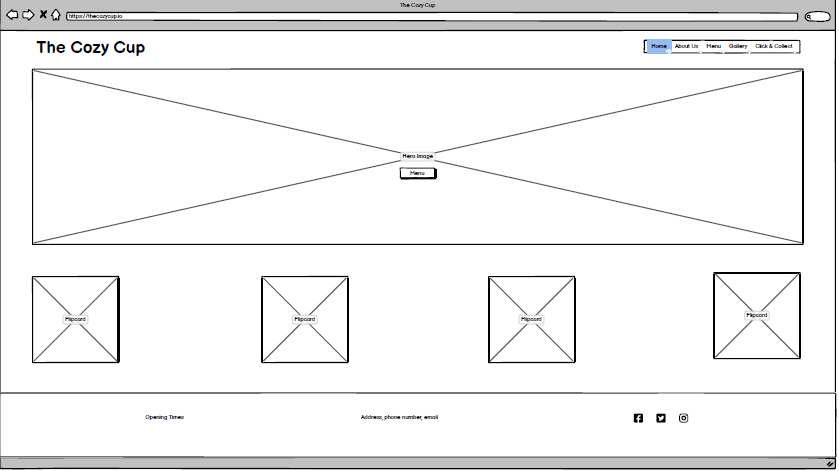 The Cozy Cup
https://thecozycup.io
The Cozy Cup
Home About Us Menu Gallery Click & Collect
Hero Image
Menu
Flipcard Flipcard Flipcard Flipcard
Opening Times Address, phone number, email